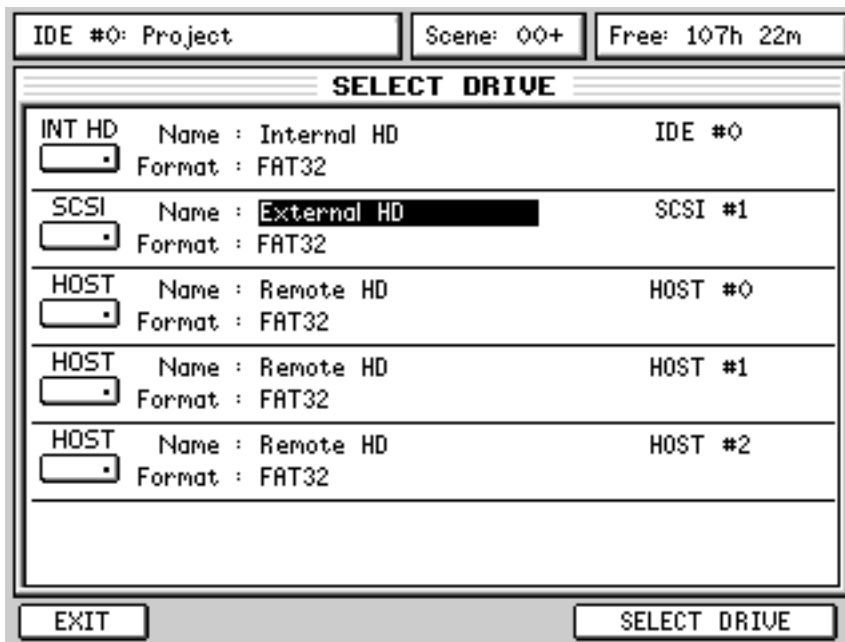 IDE #0: Project Scene: 00+ Free: 107h 22m
SELECT DRIVE
INT HD Name : Internal HD IDE #0
Format : FAT32
SCSI Name : External HD SCSI #1
Format : FAT32
HOST Name : Remote HD HOST #0
Format : FAT32
HOST Name : Remote HD HOST #1
Format : FAT32
HOST Name : Remote HD HOST #2
Format : FAT32
EXIT SELECT DRIVE